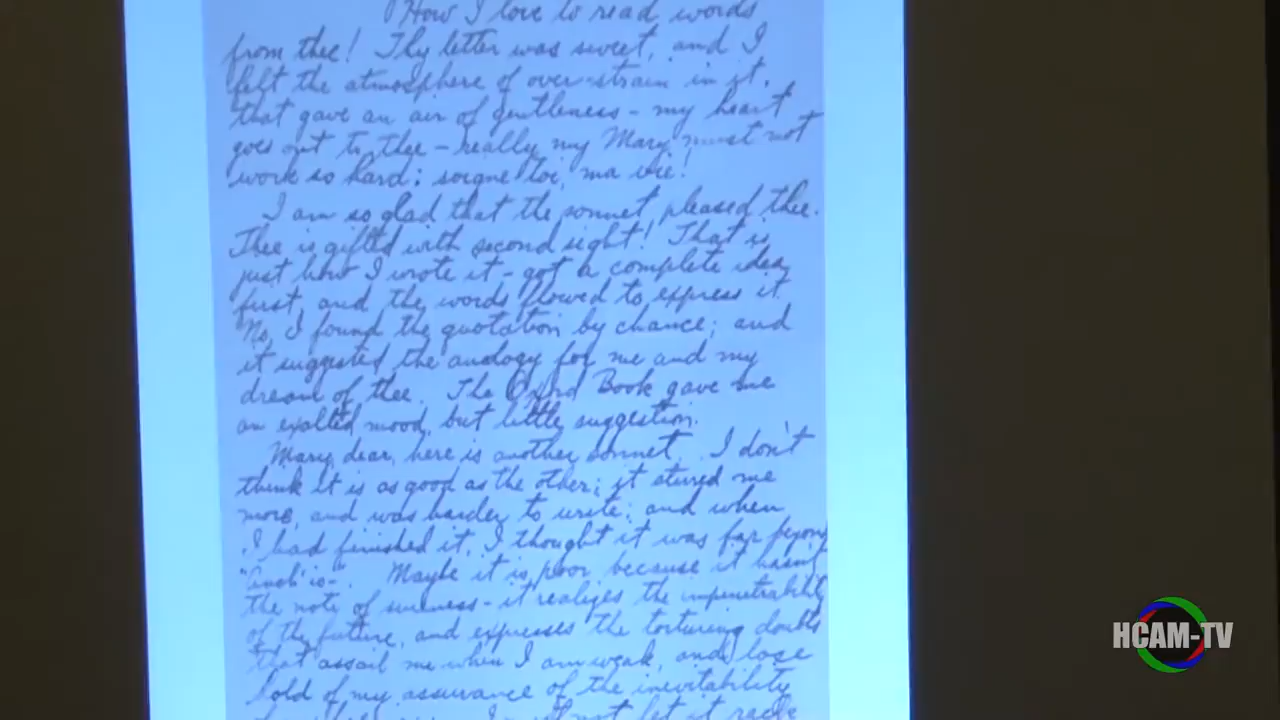 How I love to read words
from thee! Thy letter was sweet, and I
felt the atmosphere of over-strain in it,
that gave an air of gentleness - my heart
goes out to thee - really my Mary must not
work so hard: soigne toi, ma vie!
I am so glad that the sonnet pleased thee.
Thee is gifted with second sight! That is
just how I wrote it - got a complete idea
first, and the words flowed to express it.
No, I found the quotation by chance; and
it suggested the analogy for me and my
dream of thee. The Oxford Book gave me
an exalted mood, but little suggestion.
Mary, dear, here is another sonnet. I don't
think it is as good as the other; it stirred me
more, and was harder to write; and when
I had finished it, I thought it was far beyond
Maybe it is poor because it hasn't
the note of sureness - it realizes the impenetrability
of the future, and expresses the torturing doubts
that assail me when I am weak, and lose
hold of my assurance of the inevitability
not let it
HCAM-TV